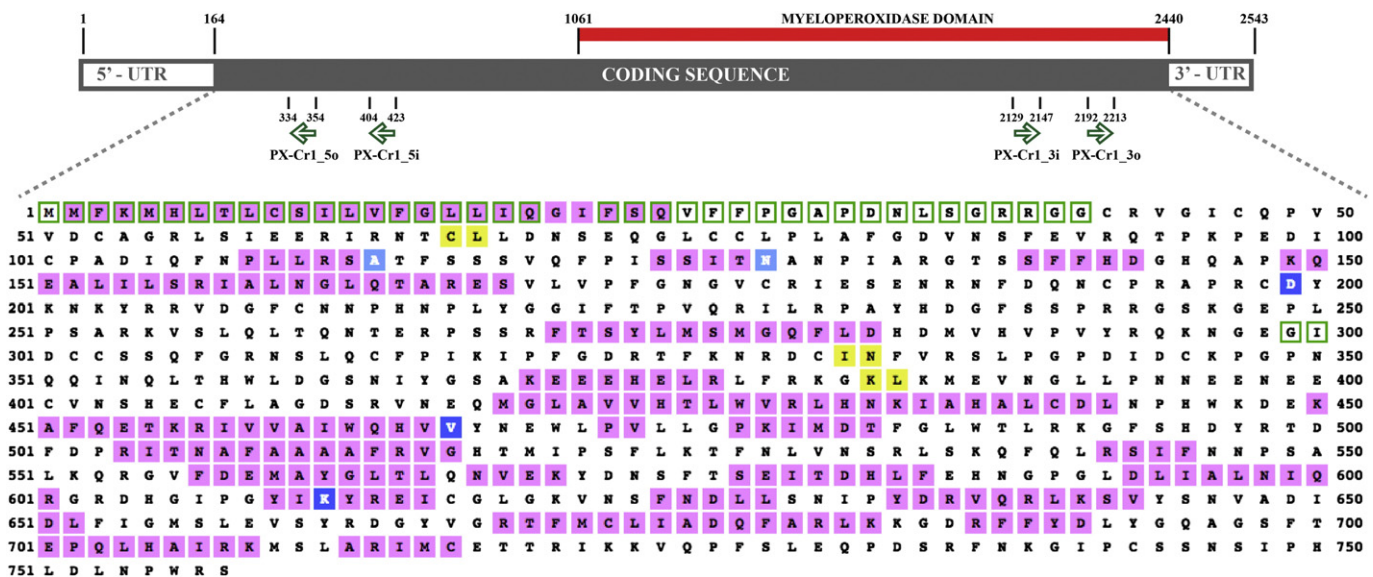 1 164 1061 MYELOPEROXIDASE DOMAIN 2440 2543
5' - UTR CODING SEQUENCE 3' - UTR
334 354 404 423 2129 2147 2192 2213
PX-Cr1_5o PX-Cr1_5i PX-Cr1_3i PX-Cr1_3o
1 M M F K M H L T L C S I L V F G L L I Q G I F S Q V F F P G A P D N L S G R R G G C R V G I C Q P V 50
51 V D C A G R L S I E E R I R N T C L L D N S E Q G L C C L P L A F G D V N S F E V R Q T P K P E D I 100
101 C P A D I Q F N P L L R S A T F S S S V Q F P I S S I T N A N P I A R G T S S F F H D G H Q A P K Q 150
151 E A L I L S R I A L N G L Q T A R E S V L V P F G N G V C R I E S E N R N F D Q N C P R A P R C D Y 200
201 K N K Y R R V D G F C N N P H N P L Y G G I F T P V Q R I L R P A Y H D G F S S P R R G S K G E P L 250
251 P S A R K V S L Q L T Q N T E R P S S R F T S Y L M S M G Q F L D H D M V H V P V Y R Q K N G E G I 300
301 D C C S S Q F G R N S L Q C F P I K I P F G D R T F K N R D C I N F V R S L P G P D I D C K P G P N 350
351 Q Q I N Q L T H W L D G S N I Y G S A K E E E H E L R L F R K G K L K M E V N G L L P N N E E N E E 400
401 C V N S H E C F L A G D S R V N E Q M G L A V V H T L W V R L H N K I A H A L C D L N P H W K D E K 450
451 A F Q E T K R I V V A I W Q H V V Y N E W L P V L L G P K I M D T F G L W T L R K G F S H D Y R T D 500
501 F D P R I T N A F A A A A F R V G H T M I P S F L K T F N L V N S R L S K Q F Q L R S I F N N P S A 550
551 L K Q R G V F D E M A Y G L T L Q N V E K Y D N S F T S E I T D H L F E H N G P G L D L I A L N I Q 600
601 R G R D H G I P G Y I K Y R E I C G L G K V N S F N D L L S N I P Y D R V Q R L K S V Y S N V A D I 650
651 D L F I G M S L E V S Y R D G Y V G R T F M C L I A D Q F A R L K K G D R F F Y D L Y G Q A G S F T 700
701 E P Q L H A I R K M S L A R I M C E T T R I K K V Q P F S L E Q P D S R F N K G I P C S S N S I P H 750
751 L D L N P W R S